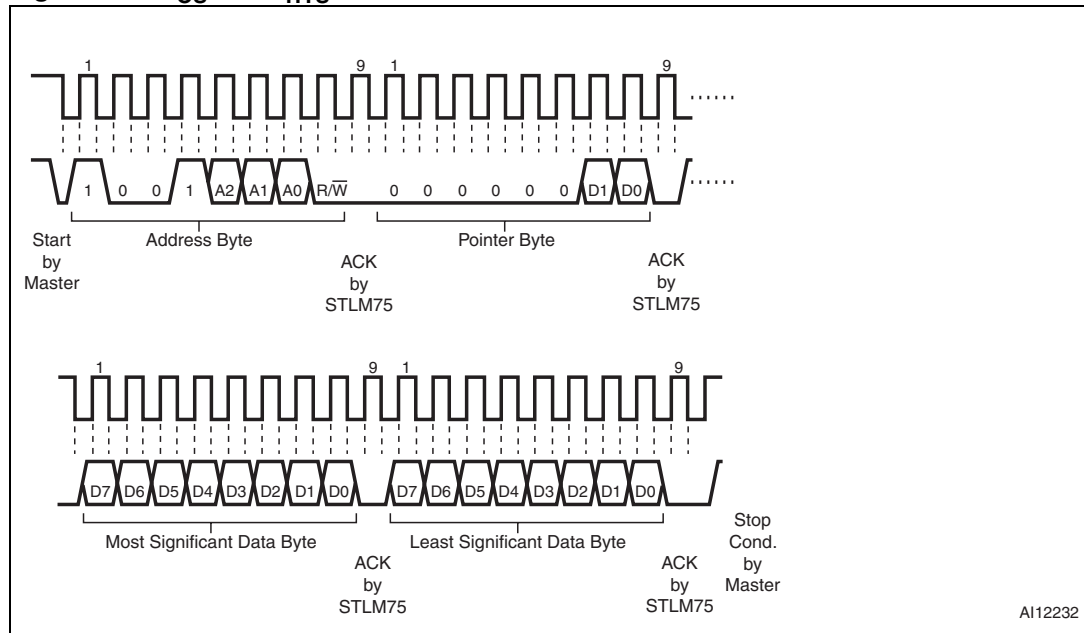 1 9 1 9
1 0 0 1 A2 A1 A0 R/W 0 0 0 0 0 0 D1 D0
Start by Master
Address Byte
ACK by STLM75
Pointer Byte
ACK by STLM75
1 9 1 9
D7 D6 D5 D4 D3 D2 D1 D0 D7 D6 D5 D4 D3 D2 D1 D0
Most Significant Data Byte
ACK by STLM75
Least Significant Data Byte
ACK by STLM75
Stop Cond. by Master
AI12232